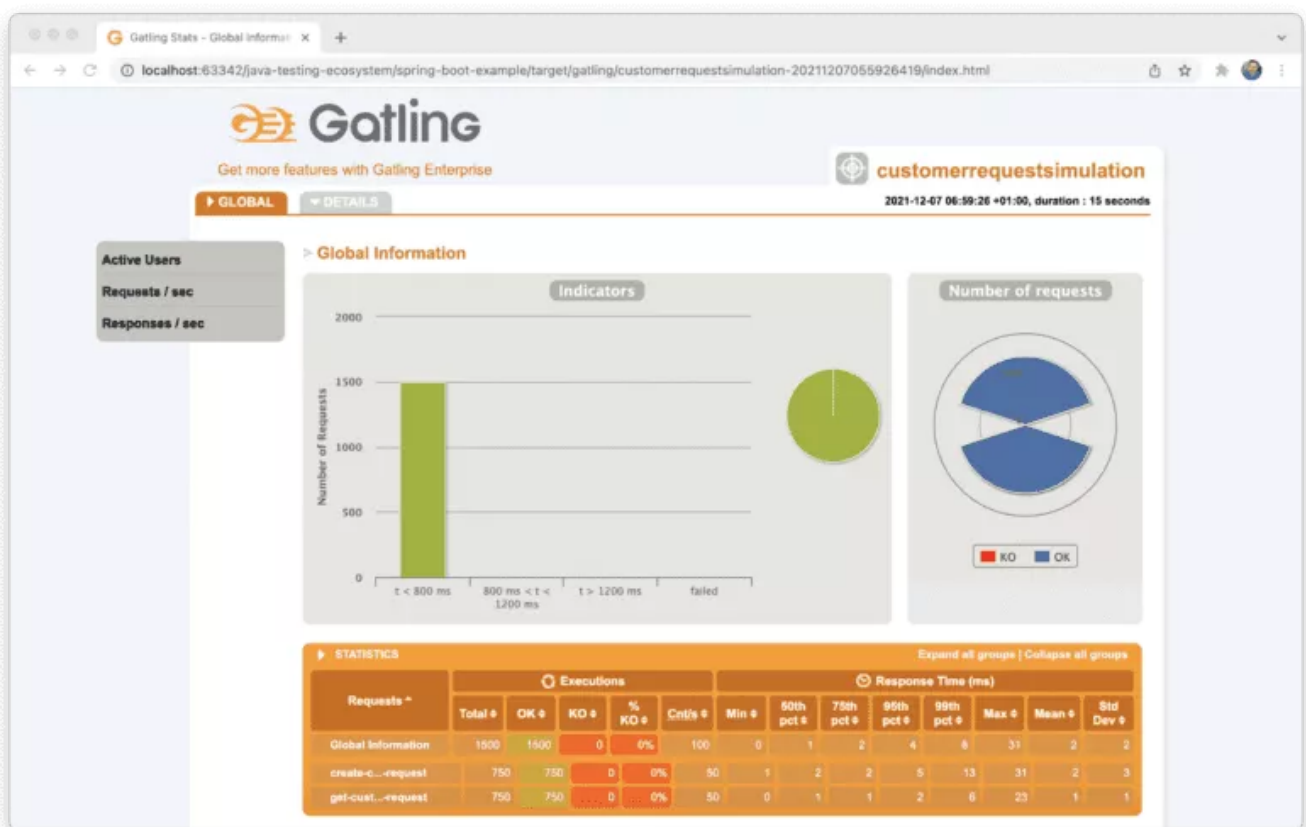 Gatling Stats - Global Informat
localhost:63342/java-testing-ecosystem/spring-boot-example/target/gatling/customerrequestsimulation-20211207055926419/index.html
Gatling
Get more features with Gatling Enterprise
customerrequestsimulation
GLOBAL
DETAILS
2021-12-07 06:59:26 +01:00, duration : 15 seconds
Active Users
Requests / sec
Responses / sec
> Global Information
Indicators
Number of Requests
2000
1500
1000
500
0
t < 800 ms
800 ms < t <
1200 ms
t > 1200 ms
failed
Number of requests
KO OK
STATISTICS
Expand all groups | Collapse all groups
Requests
Executions
Response Time (ms)
Total OK KO % KO Cnt/s Min 50th pct 75th pct 95th pct 99th pct Max Mean Std Dev
Global Information 1500 1500 0 0% 100 0 1 2 4 31 2 2
create-c...-request 750 750 0 0% 50 1 2 2 5 13 31 2 3
get-cust...-request 750 750 0 0% 50 0 1 1 2 6 23 1 1